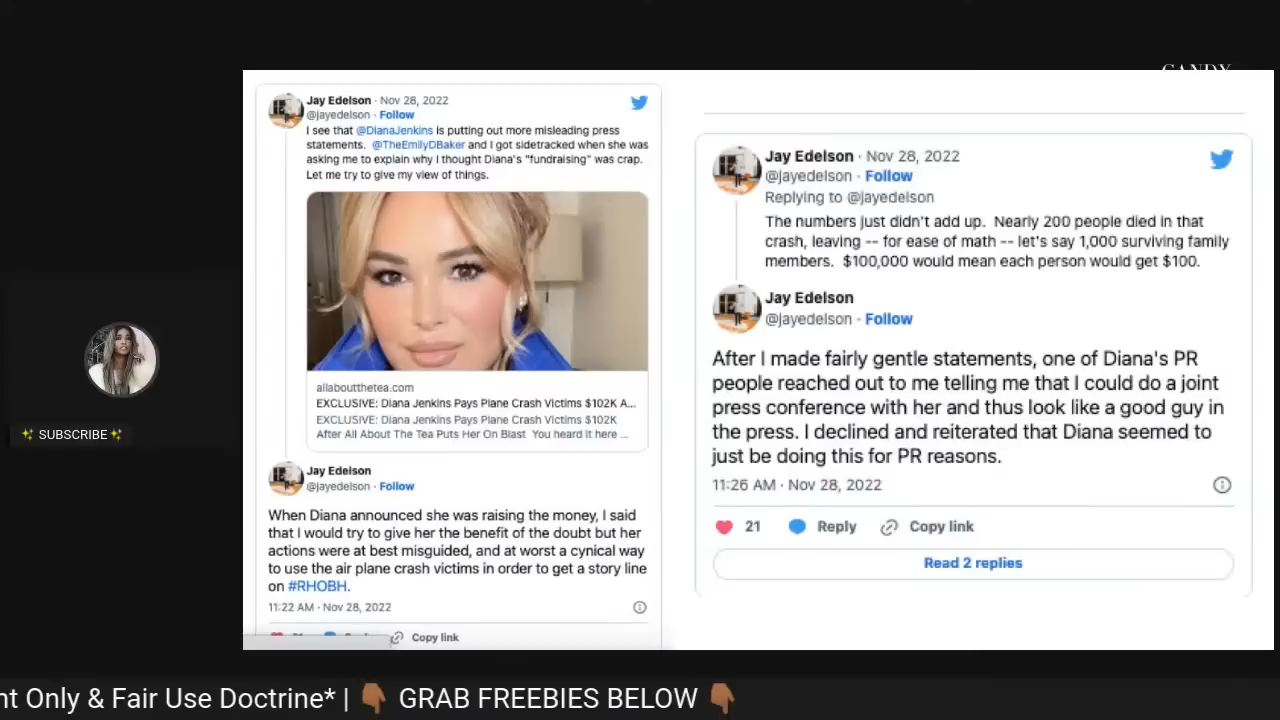 CANDY
Jay Edelson · Nov 28, 2022
@jayedelson · Follow
I see that @DianaJenkins is putting out more misleading press
statements. @TheEmilyDBaker and I got sidetracked when she was
asking me to explain why I thought Diana's "fundraising" was crap.
Let me try to give my view of things.
allaboutthetea.com
EXCLUSIVE: Diana Jenkins Pays Plane Crash Victims $102K A...
EXCLUSIVE: Diana Jenkins Pays Plane Crash Victims $102K
After All About The Tea Puts Her On Blast You heard it here ...
Jay Edelson
@jayedelson · Follow
When Diana announced she was raising the money, I said
that I would try to give her the benefit of the doubt but her
actions were at best misguided, and at worst a cynical way
to use the air plane crash victims in order to get a story line
on #RHOBH.
11:22 AM · Nov 28, 2022
Copy link
Jay Edelson · Nov 28, 2022
@jayedelson · Follow
Replying to @jayedelson
The numbers just didn't add up. Nearly 200 people died in that
crash, leaving -- for ease of math -- let's say 1,000 surviving family
members. $100,000 would mean each person would get $100.
Jay Edelson
@jayedelson · Follow
After I made fairly gentle statements, one of Diana's PR
people reached out to me telling me that I could do a joint
press conference with her and thus look like a good guy in
the press. I declined and reiterated that Diana seemed to
just be doing this for PR reasons.
11:26 AM · Nov 28, 2022
21 Reply Copy link
Read 2 replies
✨ SUBSCRIBE ✨
nt Only & Fair Use Doctrine* | 👇🏾 GRAB FREEBIES BELOW 👇🏾